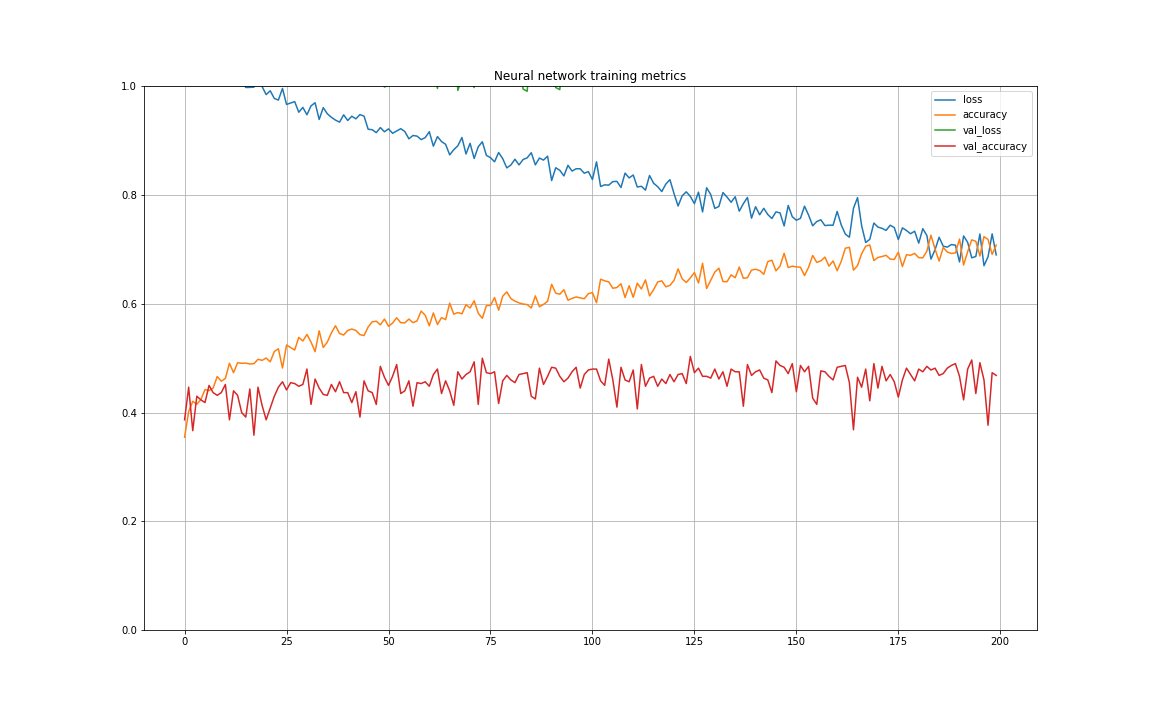 Neural network training metrics
1.0
0.8
0.6
0.4
0.2
0.0
0 25 50 75 100 125 150 175 200
loss
accuracy
val_loss
val_accuracy